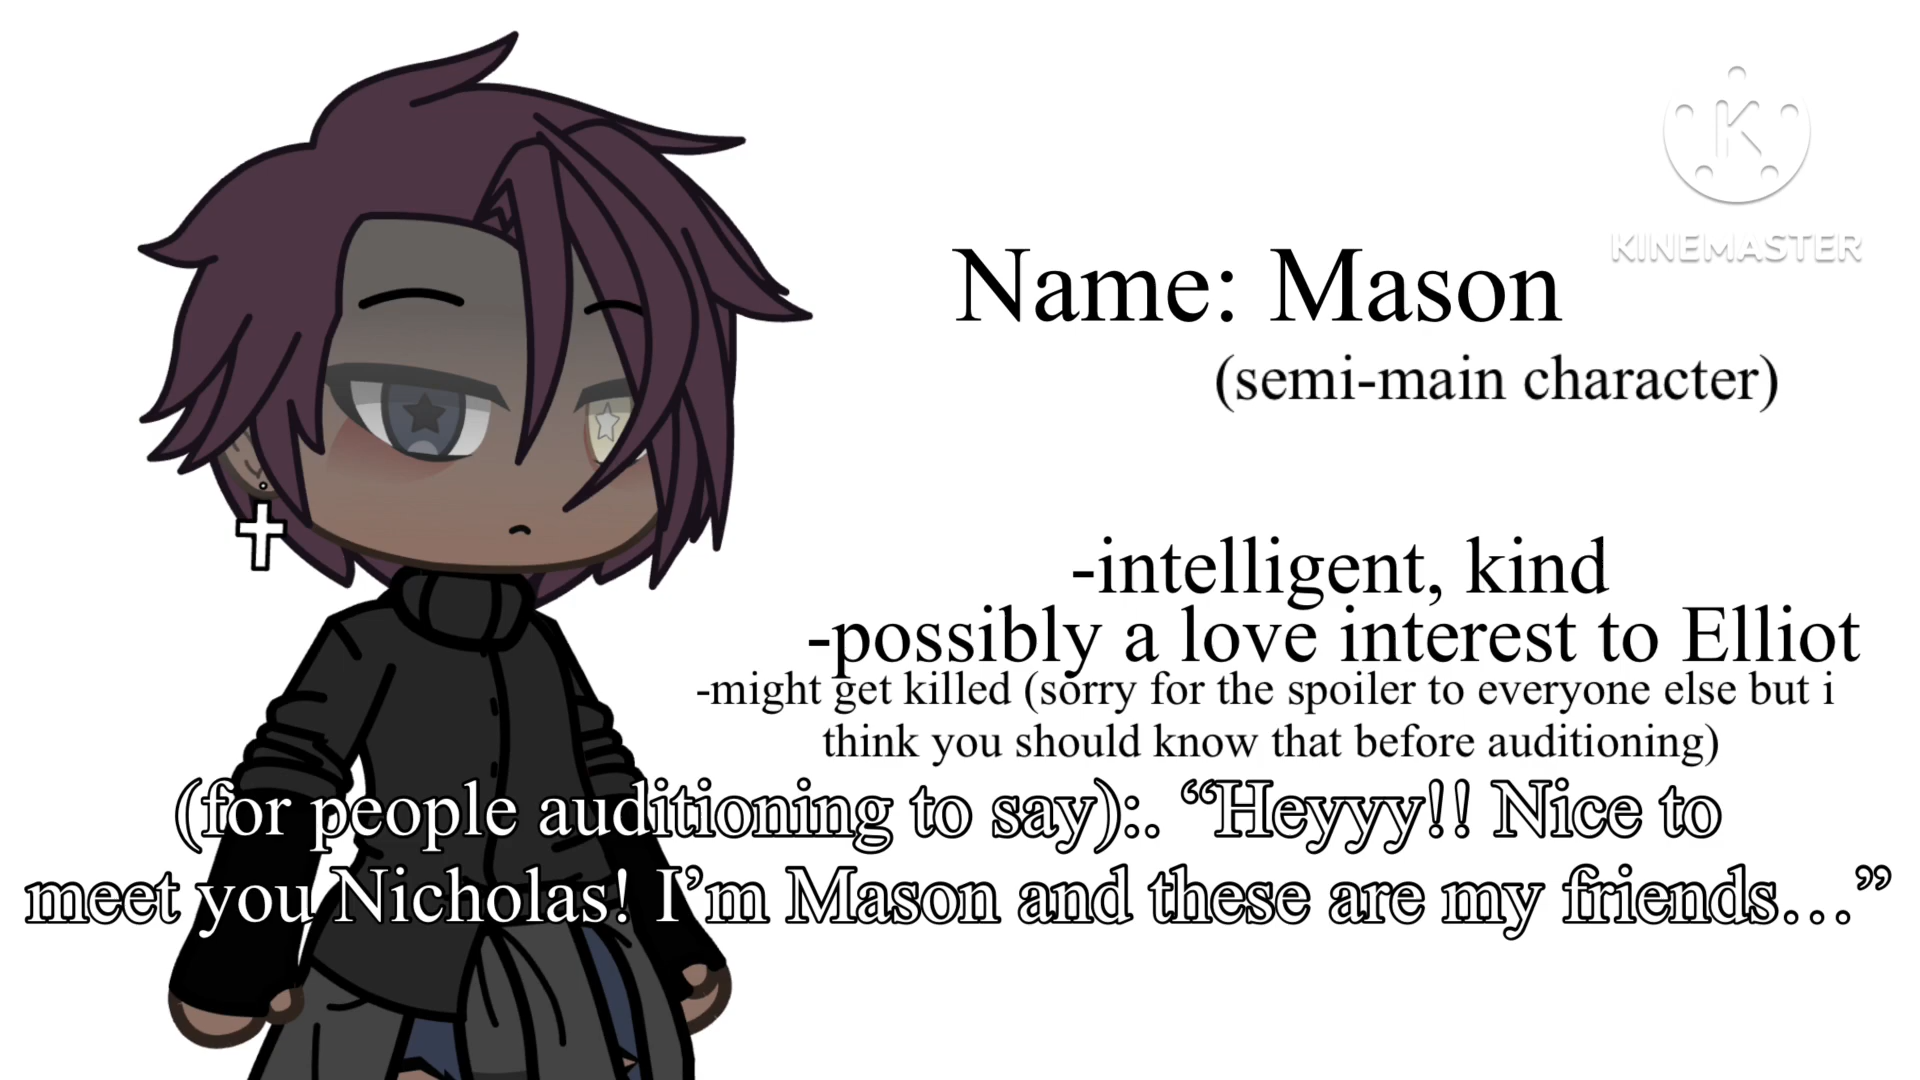 KINEMASTER
Name: Mason
(semi-main character)
-intelligent, kind
-possibly a love interest to Elliot
-might get killed (sorry for the spoiler to everyone else but i
think you should know that before auditioning)
(for people auditioning to say):. “Heyyy!! Nice to
meet you Nicholas! I’m Mason and these are my friends…”